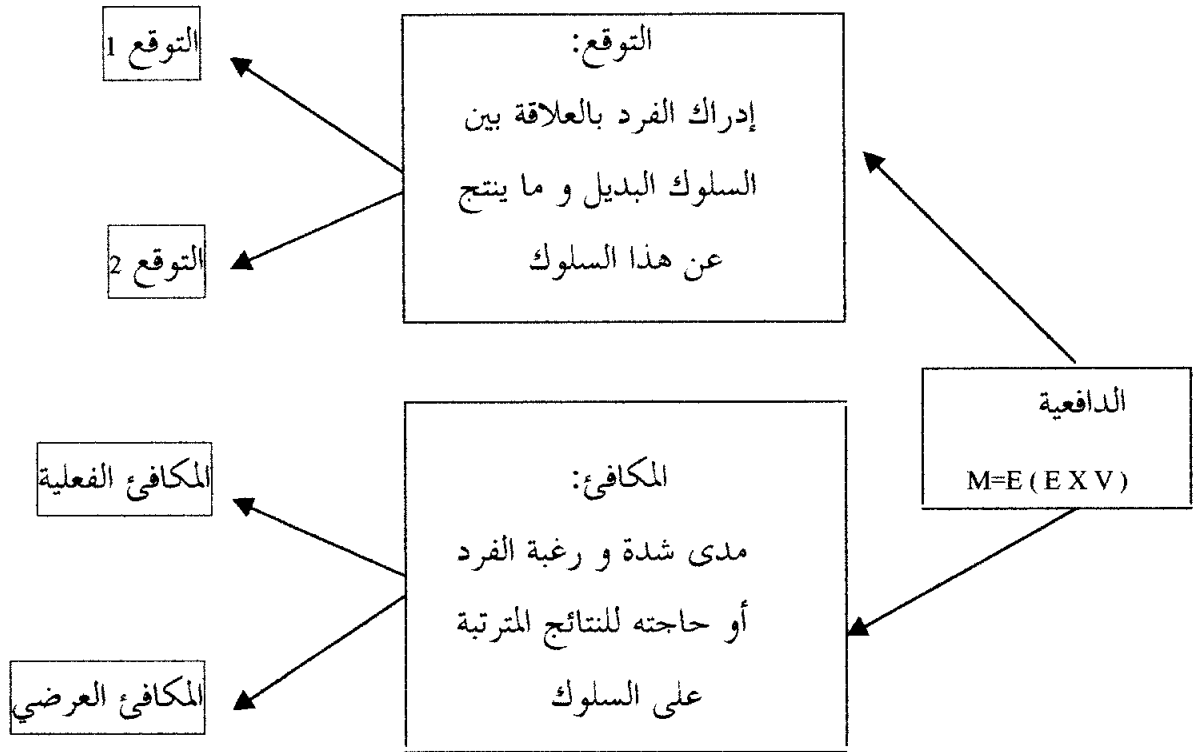 التوقع:
إدراك الفرد بالعلاقة بين
السلوك البديل و ما ينتج
عن هذا السلوك
التوقع 1
التوقع 2
الدافعية
M=E ( E X V )
المكافئ:
مدى شدة و رغبة الفرد
أو حاجته للنتائج المترتبة
على السلوك
المكافئ الفعلية
المكافئ العرضي